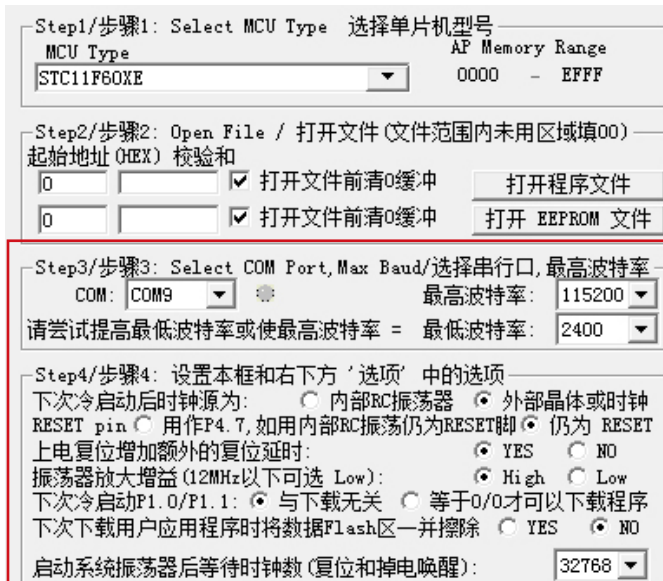 Step1/步骤1: Select MCU Type 选择单片机型号
MCU Type AP Memory Range
STC11F60XE 0000 - EFFF
Step2/步骤2: Open File / 打开文件(文件范围内未用区域填00)
起始地址(HEX) 校验和
0 打开文件前清0缓冲 打开程序文件
0 打开文件前清0缓冲 打开 EEPROM 文件
Step3/步骤3: Select COM Port,Max Baud/选择串行口,最高波特率
COM: COM9 最高波特率: 115200
请尝试提高最低波特率或使最高波特率 = 最低波特率: 2400
Step4/步骤4: 设置本框和右下方 '选项' 中的选项
下次冷启动后时钟源为: 内部RC振荡器 外部晶体或时钟
RESET pin 用作P4.7,如用内部RC振荡仍为RESET脚 仍为 RESET
上电复位增加额外的复位延时: YES NO
振荡器放大增益(12MHz以下可选 Low): High Low
下次冷启动P1.0/P1.1: 与下载无关 等于0/0才可以下载程序
下次下载用户应用程序时将数据Flash区一并擦除 YES NO
启动系统振荡器后等待时钟数(复位和掉电唤醒): 32768